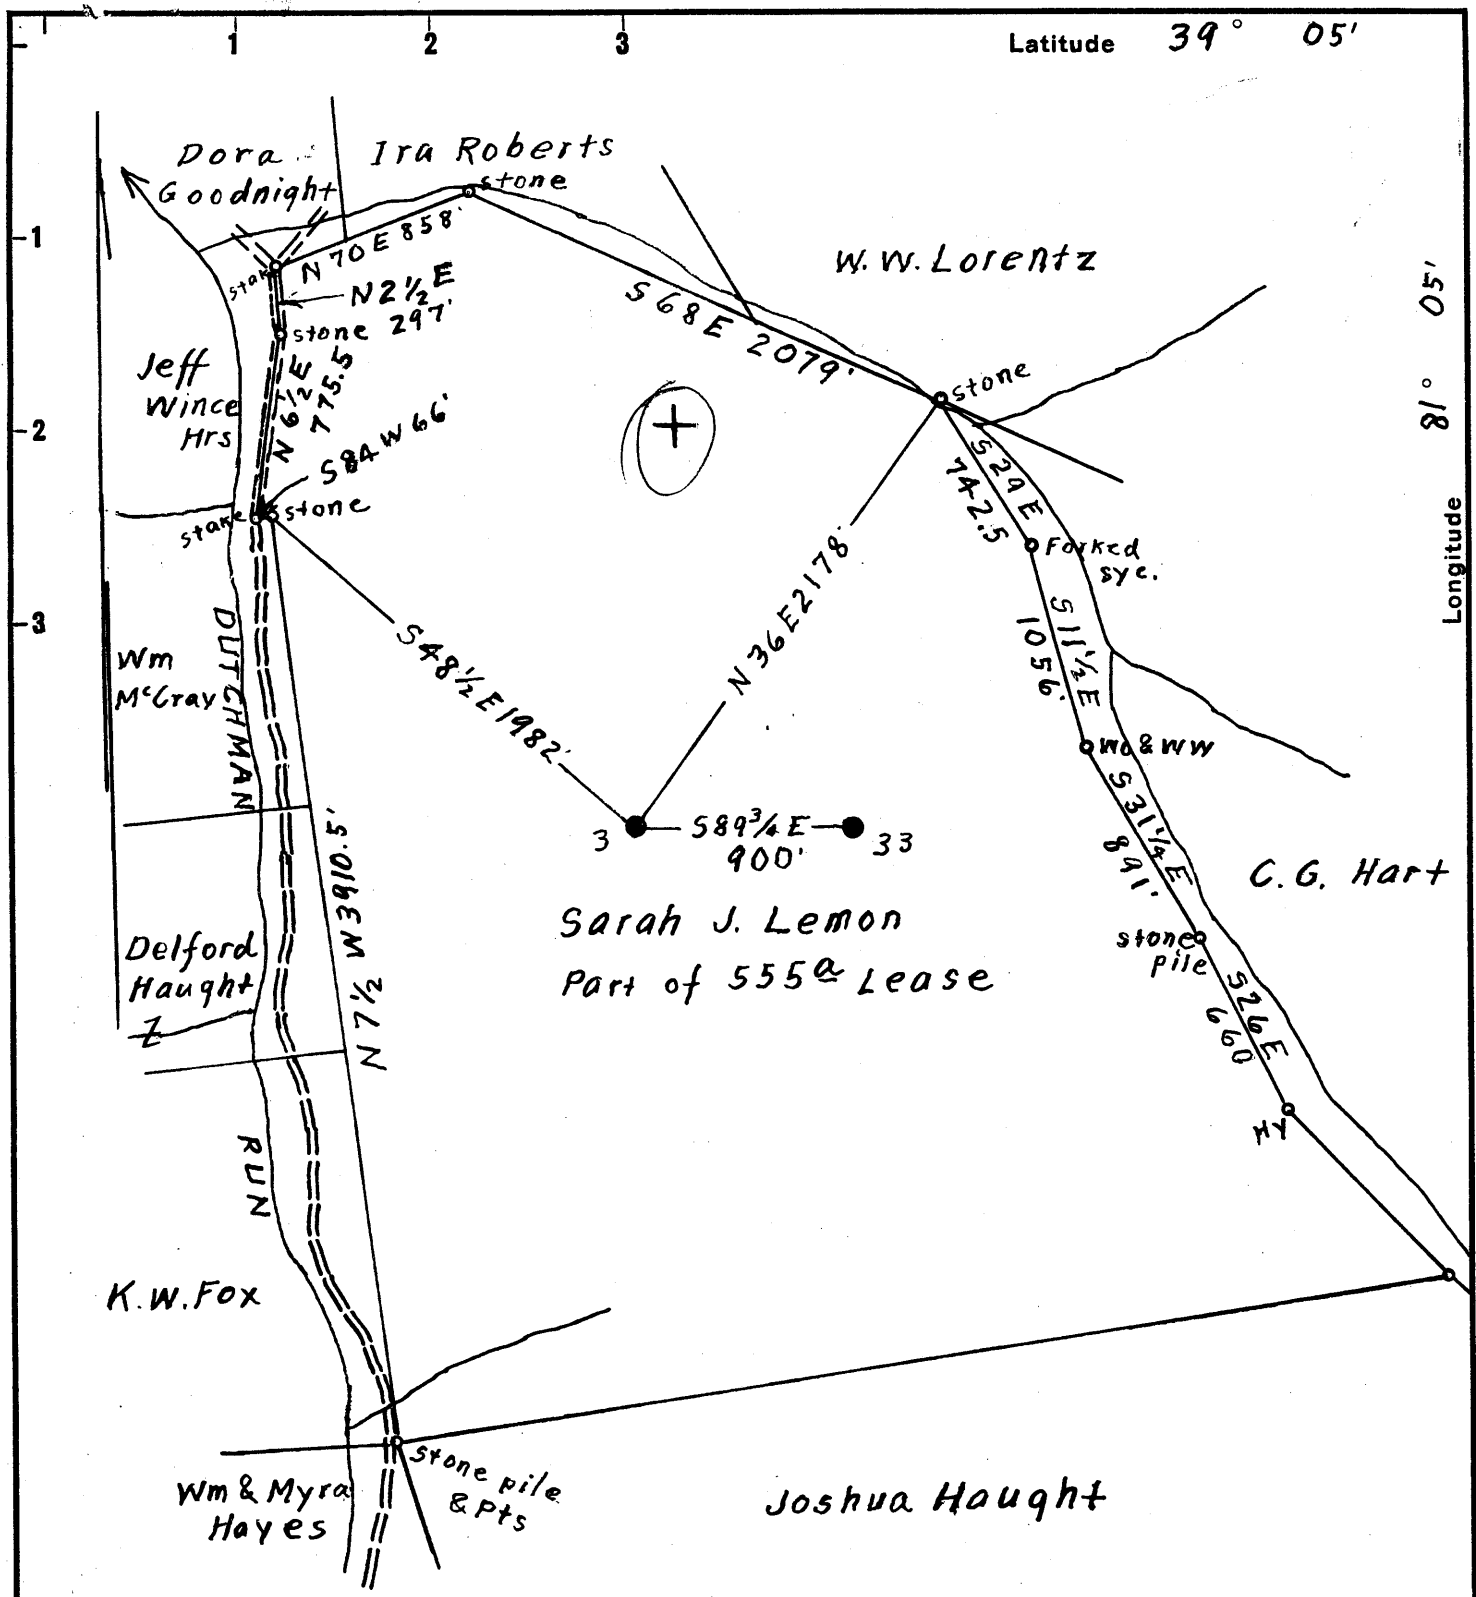 1 2 3
Latitude 39° 05'
Dora
Goodnight
Ira Roberts
stone
N 70 E 858'
stake
N 2½ E
297'
stone
W.W. Lorentz
S 68 E 2079'
81° 05'
Longitude
1
2
3
Jeff
Wince
Hrs
N 6½ E
775.5
S 84 W 66'
stake
stone
stone
S 29 E
742.5
Forked
syc.
Wm
McCray
DUTCHMAN
S 48½ E 1982'
N 36 E 2178'
S 11½ E
1056'
WO & WW
3
S 89¾ E
900'
33
N 7½ W 3910.5'
S 31¼ E
891'
C.G. Hart
Sarah J. Lemon
Part of 555a Lease
Delford
Haught
Z
stone
pile
S 26 E
660
HY
RUN
K.W. Fox
stone pile
& Pts
Wm & Myra
Hayes
Joshua Haught